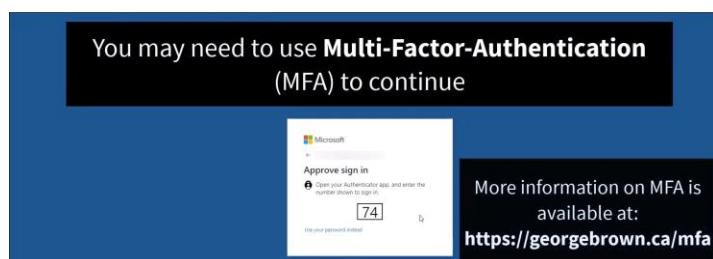 You may need to use Multi-Factor-Authentication
(MFA) to continue
Microsoft
Approve sign in
Open your Authenticator app, and enter the
number shown to sign in.
74
Use your password instead
More information on MFA is
available at:
https://georgebrown.ca/mfa